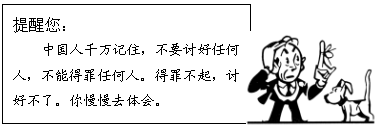 提醒您：
中国人千万记住，不要讨好任何
人，不能得罪任何人。得罪不起，讨
好不了。你慢慢去体会。